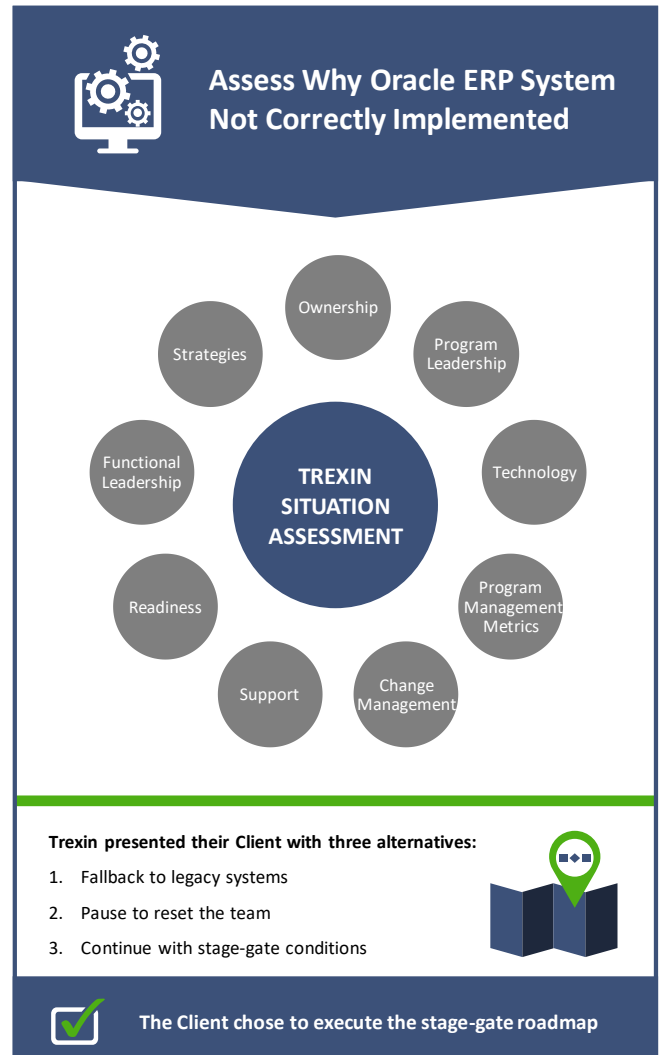 Assess Why Oracle ERP System
Not Correctly Implemented
Ownership
Strategies
Program
Leadership
Functional
Leadership
TREXIN
SITUATION
ASSESSMENT
Technology
Readiness
Program
Management
Metrics
Support
Change
Management
Trexin presented their Client with three alternatives:
1. Fallback to legacy systems
2. Pause to reset the team
3. Continue with stage-gate conditions
The Client chose to execute the stage-gate roadmap